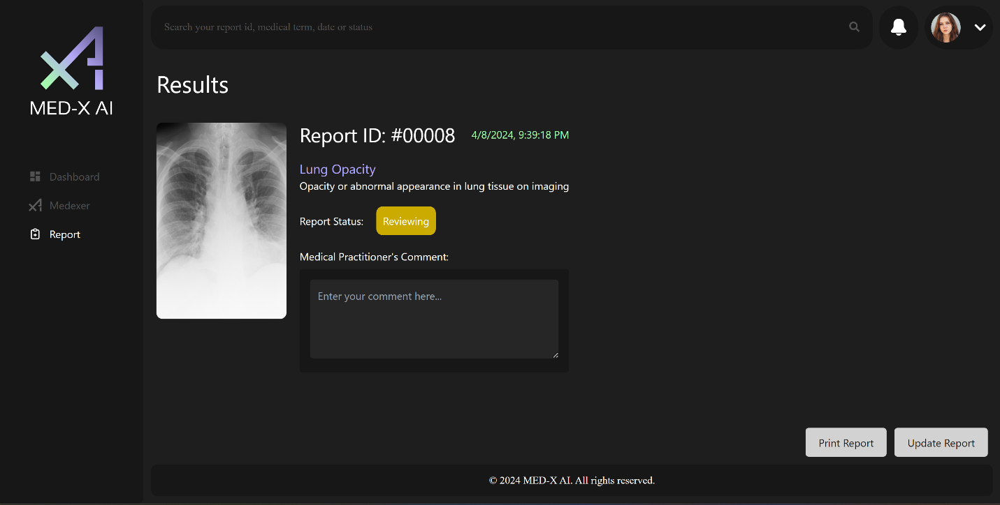 Search your report id, medical term, date or status
MED-X AI
Dashboard
Medexer
Report
Results
Report ID: #00008 4/8/2024, 9:39:18 PM
Lung Opacity
Opacity or abnormal appearance in lung tissue on imaging
Report Status: Reviewing
Medical Practitioner's Comment:
Enter your comment here...
Print Report Update Report
© 2024 MED-X AI. All rights reserved.